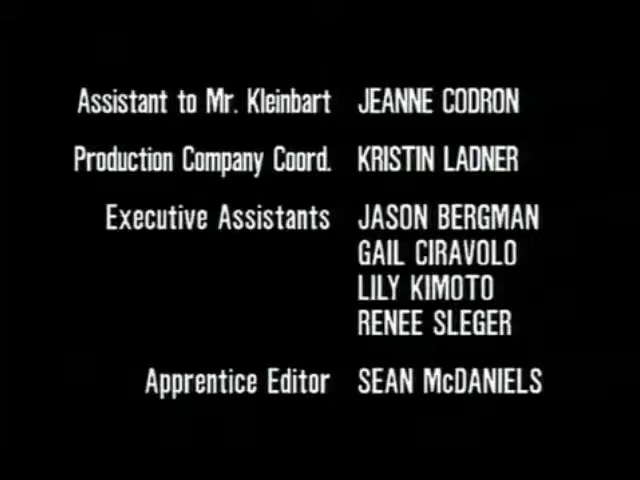 Assistant to Mr. Kleinbart JEANNE CODRON
Production Company Coord. KRISTIN LADNER
Executive Assistants JASON BERGMAN
GAIL CIRAVOLO
LILY KIMOTO
RENEE SLEGER
Apprentice Editor SEAN McDANIELS